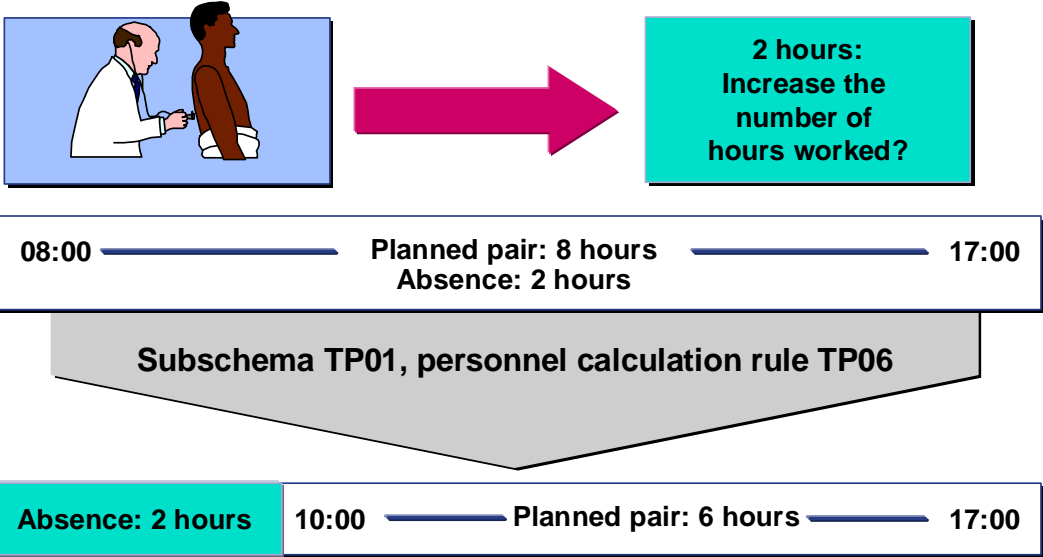 2 hours:
Increase the
number of
hours worked?
08:00 Planned pair: 8 hours 17:00
Absence: 2 hours
Subschema TP01, personnel calculation rule TP06
Absence: 2 hours 10:00 Planned pair: 6 hours 17:00